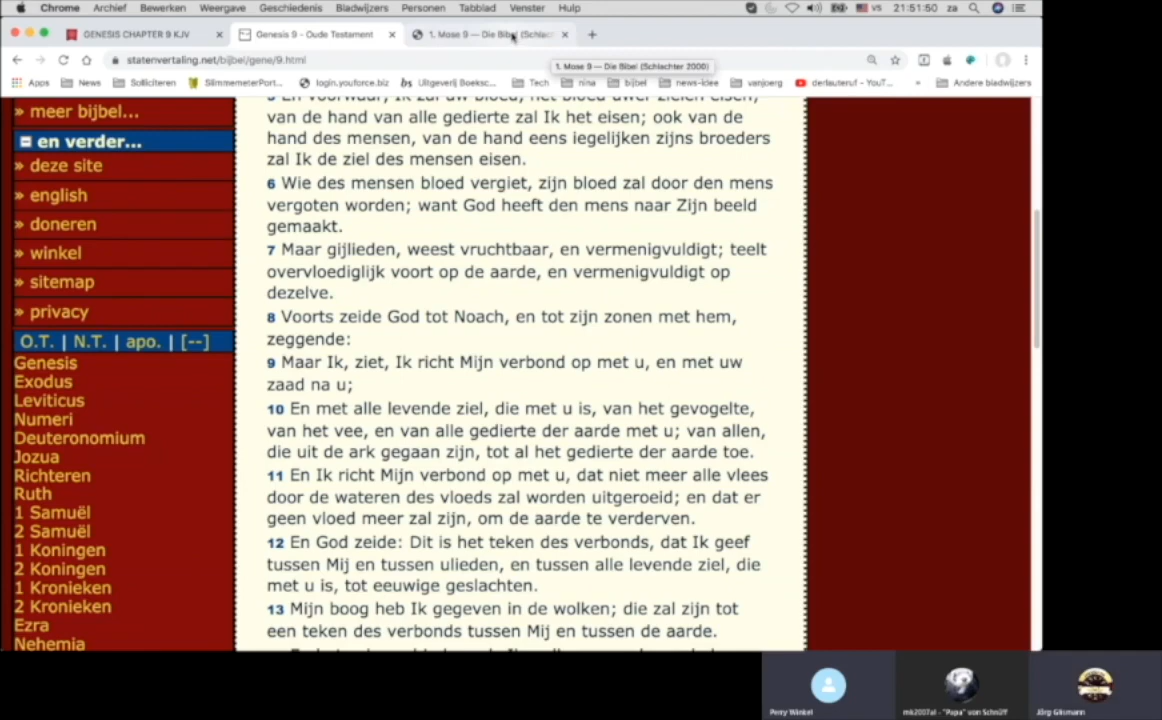 Chrome Archief Bewerken Weergave Geschiedenis Bladwijzers Personen Tabblad Venster Hulp VS 21:51:50 za
GENESIS CHAPTER 9 KJV × Genesis 9 - Oude Testament × 1. Mose 9 — Die Bibel (Schlac × +
statenvertaling.net/bijbel/gene/9.html
1. Mose 9 — Die Bibel (Schlachter 2000)
Apps News Solliciteren SlimmemeterPort... login.youforce.biz bs Uitgeverij Boeksc... Tech nina bijbel news-idee vanjoerg derlauteruf – YouT... » Andere bladwijzers
» meer bijbel...
en verder...
» deze site
» english
» doneren
» winkel
» sitemap
» privacy
O.T. | N.T. | apo. | [--]
Genesis
Exodus
Leviticus
Numeri
Deuteronomium
Jozua
Richteren
Ruth
1 Samuël
2 Samuël
1 Koningen
2 Koningen
1 Kronieken
2 Kronieken
Ezra
Nehemia
van de hand van alle gedierte zal Ik het eisen; ook van de
hand des mensen, van de hand eens iegelijken zijns broeders
zal Ik de ziel des mensen eisen.
6 Wie des mensen bloed vergiet, zijn bloed zal door den mens
vergoten worden; want God heeft den mens naar Zijn beeld
gemaakt.
7 Maar gijlieden, weest vruchtbaar, en vermenigvuldigt; teelt
overvloediglijk voort op de aarde, en vermenigvuldigt op
dezelve.
8 Voorts zeide God tot Noach, en tot zijn zonen met hem,
zeggende:
9 Maar Ik, ziet, Ik richt Mijn verbond op met u, en met uw
zaad na u;
10 En met alle levende ziel, die met u is, van het gevogelte,
van het vee, en van alle gedierte der aarde met u; van allen,
die uit de ark gegaan zijn, tot al het gedierte der aarde toe.
11 En Ik richt Mijn verbond op met u, dat niet meer alle vlees
door de wateren des vloeds zal worden uitgeroeid; en dat er
geen vloed meer zal zijn, om de aarde te verderven.
12 En God zeide: Dit is het teken des verbonds, dat Ik geef
tussen Mij en tussen ulieden, en tussen alle levende ziel, die
met u is, tot eeuwige geslachten.
13 Mijn boog heb Ik gegeven in de wolken; die zal zijn tot
een teken des verbonds tussen Mij en tussen de aarde.
Perry Winkel
mk2007al - "Papa" von Schnüff
Jörg Glismann